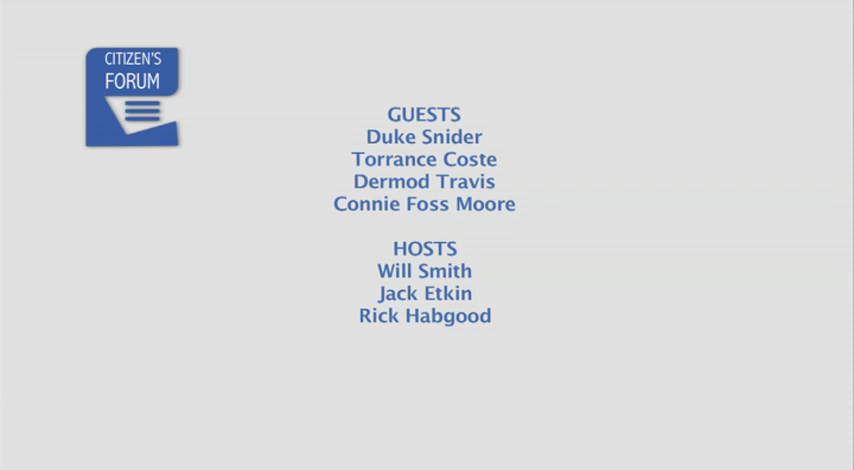 CITIZEN'S
FORUM
GUESTS
Duke Snider
Torrance Coste
Dermod Travis
Connie Foss Moore
HOSTS
Will Smith
Jack Etkin
Rick Habgood